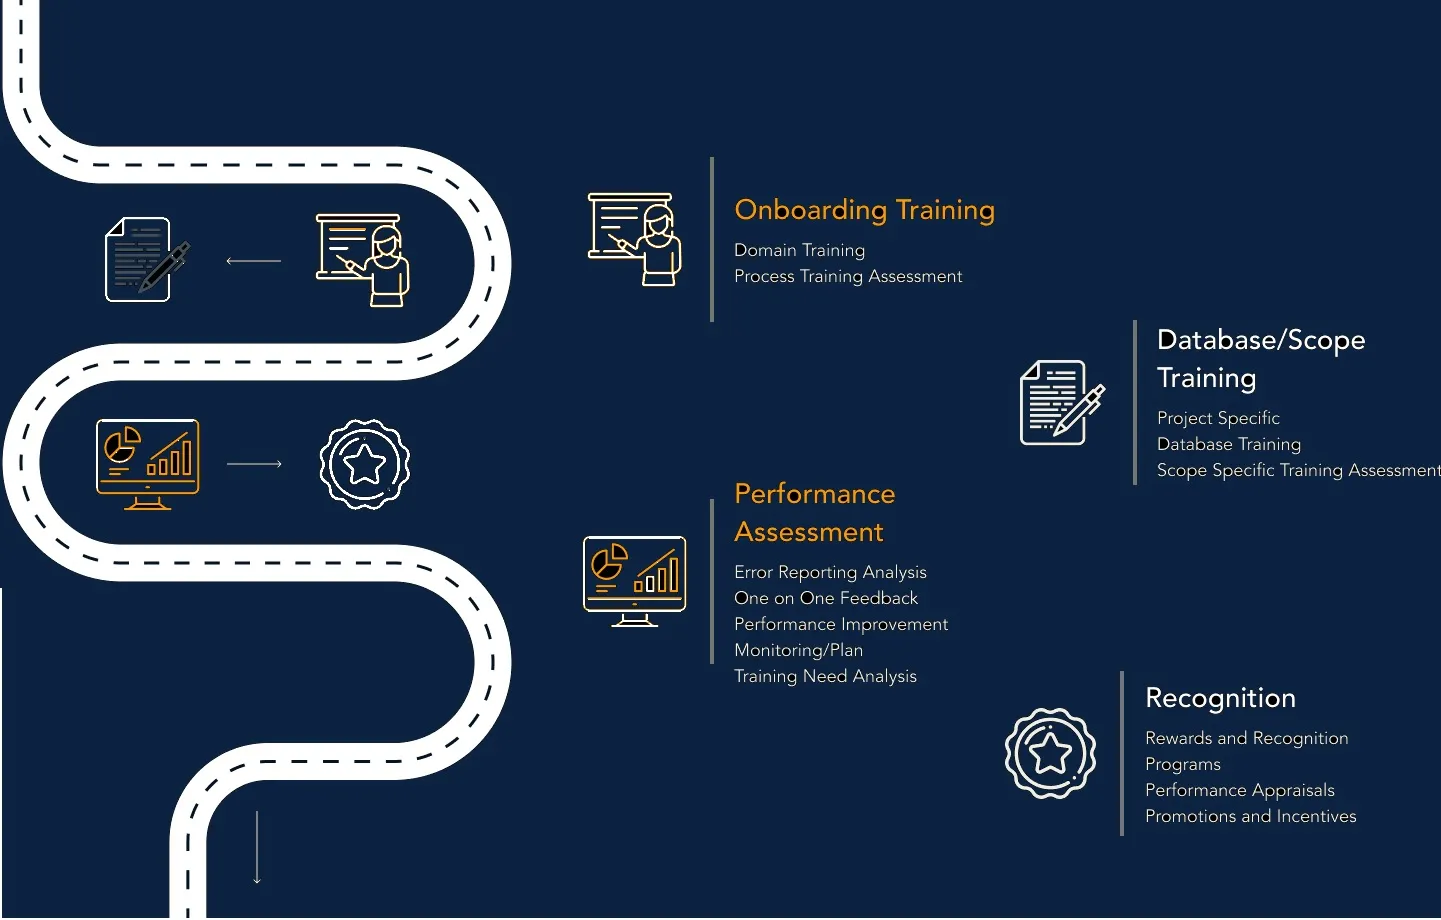 Onboarding Training
Domain Training
Process Training Assessment
Database/Scope
Training
Project Specific
Database Training
Scope Specific Training Assessment
Performance
Assessment
Error Reporting Analysis
One on One Feedback
Performance Improvement
Monitoring/Plan
Training Need Analysis
Recognition
Rewards and Recognition
Programs
Performance Appraisals
Promotions and Incentives